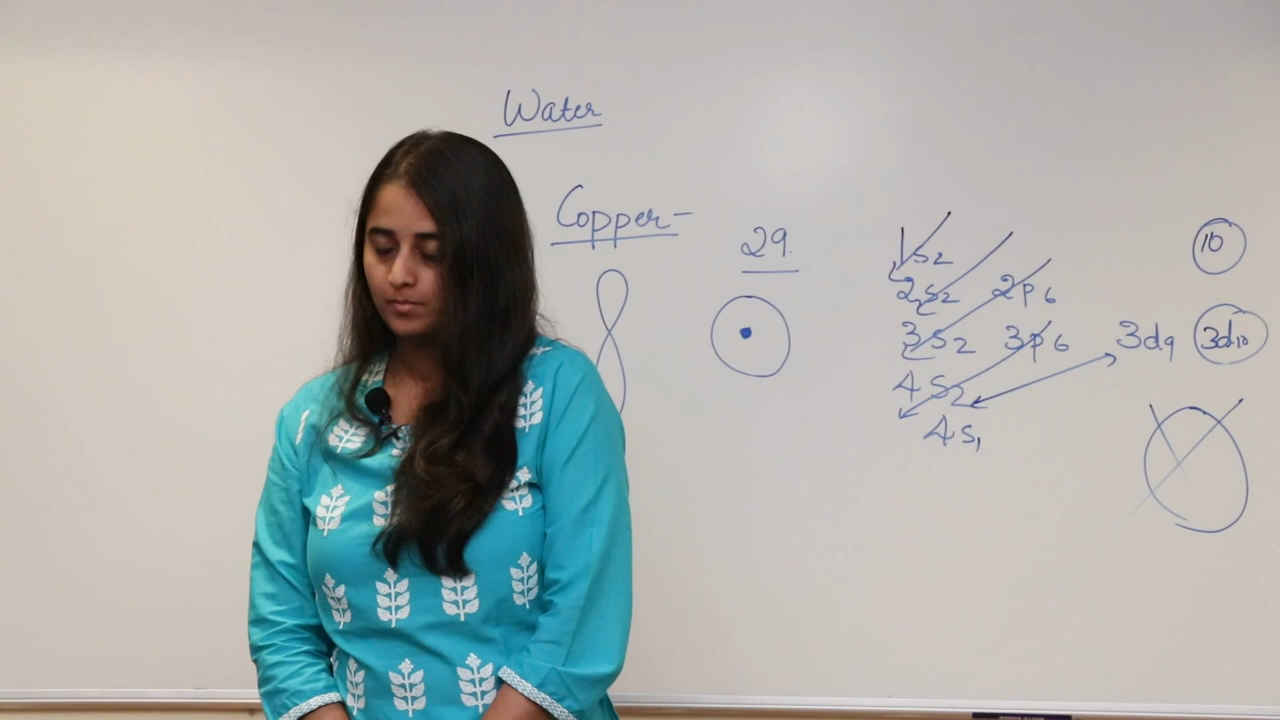 Water
Copper-
29.
1s2
2s2 2p6
3s2 3p6 3d9
4s2
4s1
10
3d10